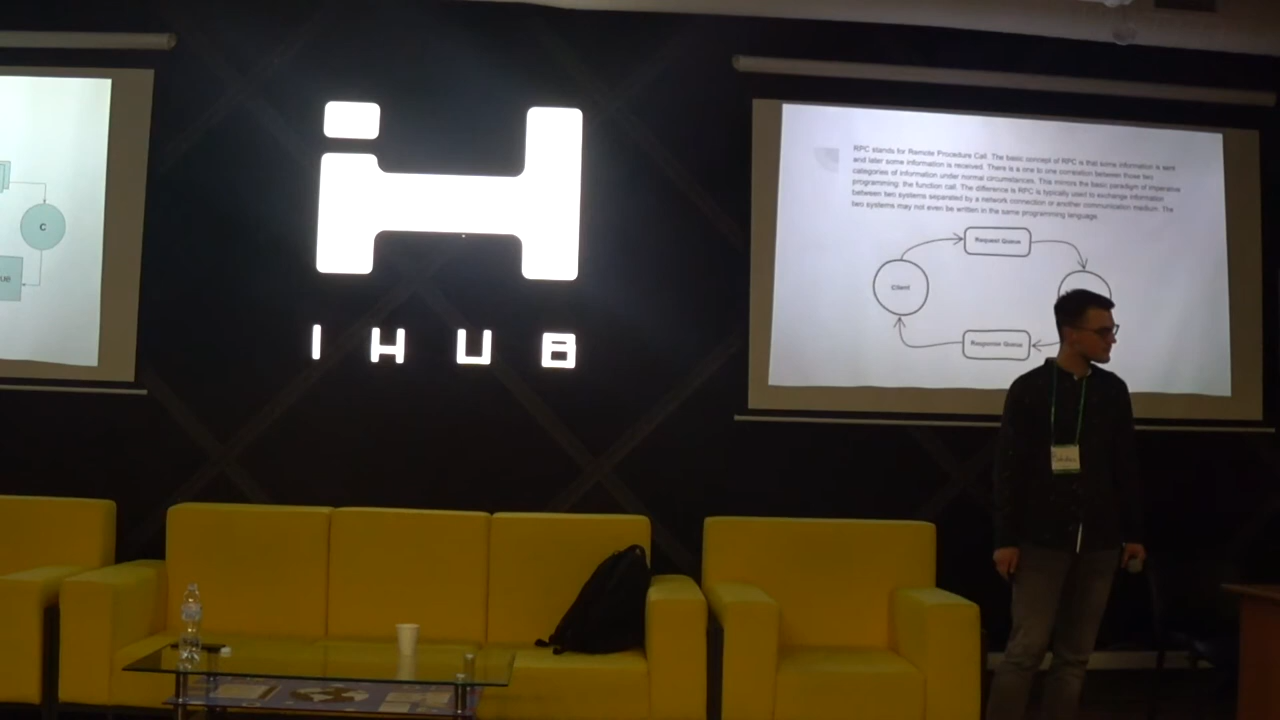 C
UE
I H U B
RPC stands for Remote Procedure Call. The basic concept of RPC is that some information is sent
and later some information is received. There is a one to one correlation between those two
categories of information under normal circumstances. This mirrors the basic paradigm of imperative
programming: the function call. The difference is RPC is typically used to exchange information
between two systems separated by a network connection or another communication medium. The
two systems may not even be written in the same programming language.
Request Queue
Client
Response Queue